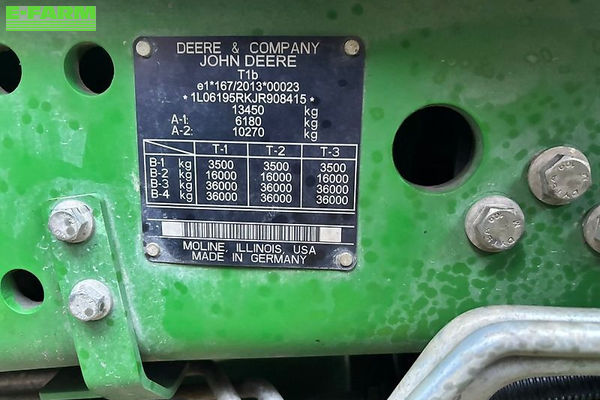 E-FARM
DEERE & COMPANY
JOHN DEERE
T1b
e1*167/2013*00023
*1L06195RKJR908415*
13450 kg
A-1: 6180 kg
A-2: 10270 kg
T-1 T-2 T-3
B-1 kg 3500 3500 3500
B-2 kg 16000 16000 16000
B-3 kg 36000 36000 36000
B-4 kg 36000 36000 36000
MOLINE, ILLINOIS, USA
MADE IN GERMANY